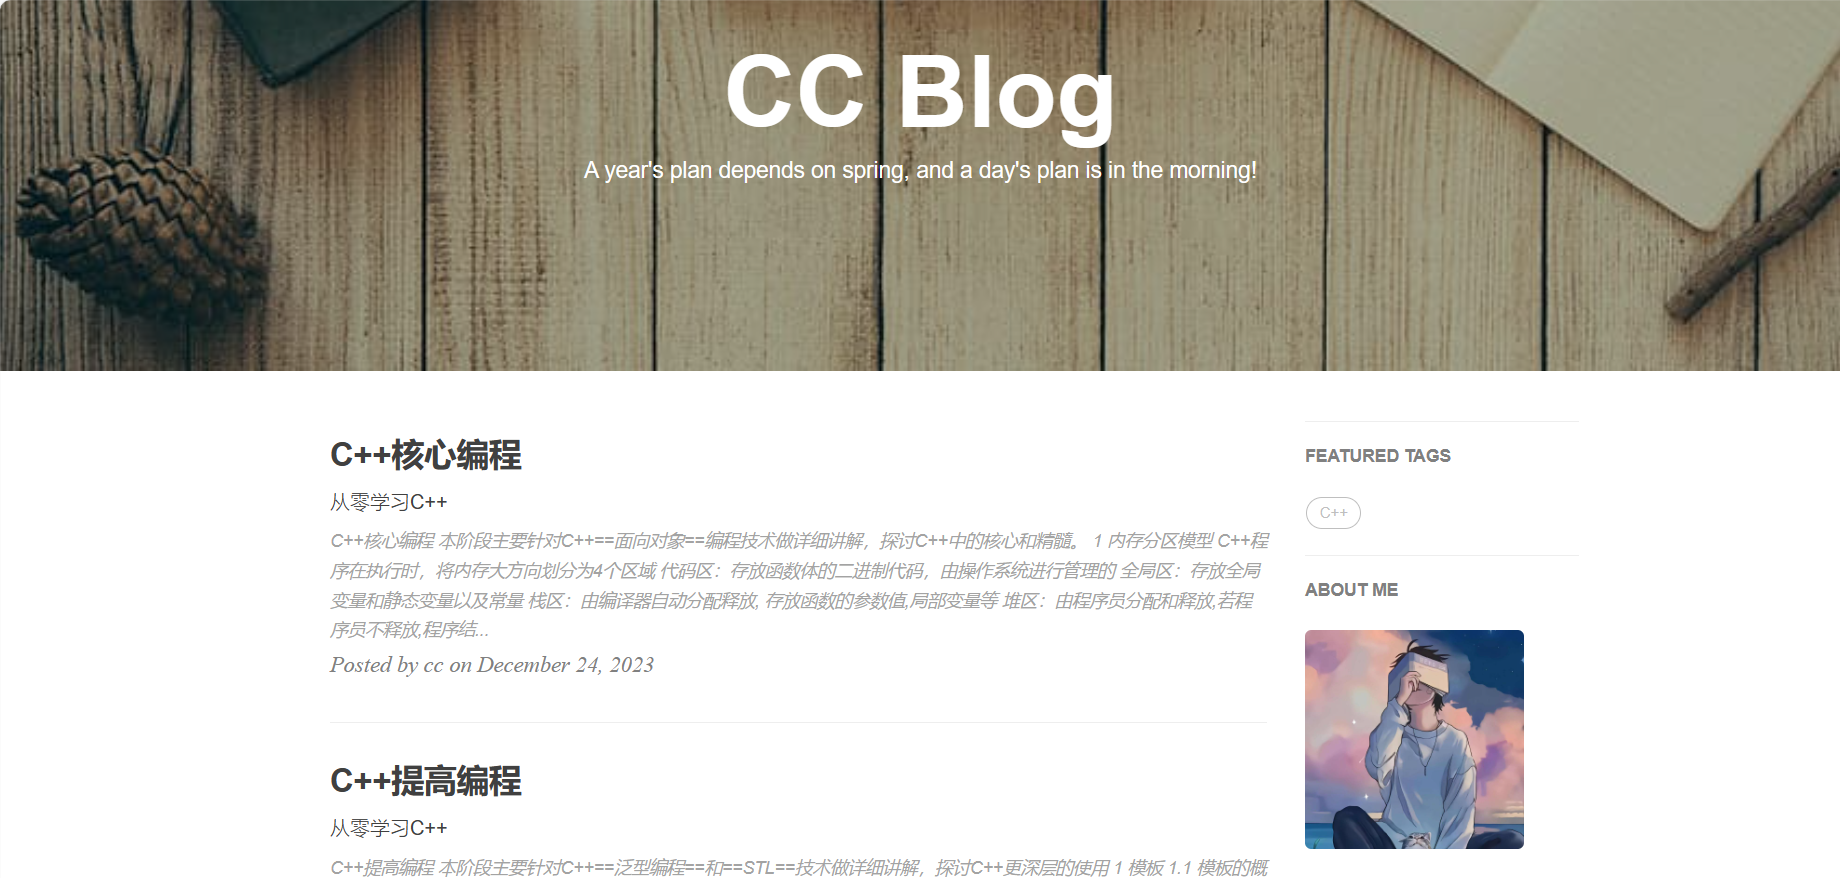 CC Blog
A year's plan depends on spring, and a day's plan is in the morning!
C++核心编程
从零学习C++
C++核心编程 本阶段主要针对C++==面向对象==编程技术做详细讲解，探讨C++中的核心和精髓。 1 内存分区模型 C++程
序在执行时，将内存大方向划分为4个区域 代码区：存放函数体的二进制代码，由操作系统进行管理的 全局区：存放全局
变量和静态变量以及常量 栈区：由编译器自动分配释放, 存放函数的参数值,局部变量等 堆区：由程序员分配和释放,若程
序员不释放,程序结...
Posted by cc on December 24, 2023
C++提高编程
从零学习C++
C++提高编程 本阶段主要针对C++==泛型编程==和==STL==技术做详细讲解，探讨C++更深层的使用 1 模板 1.1 模板的概
FEATURED TAGS
C++
ABOUT ME